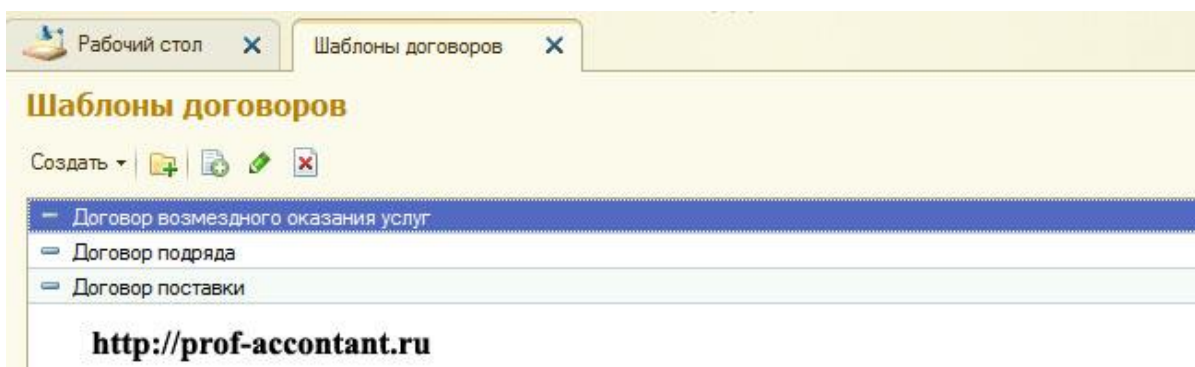 Рабочий стол Шаблоны договоров
Шаблоны договоров
Создать
Договор возмездного оказания услуг
Договор подряда
Договор поставки
http://prof-accontant.ru